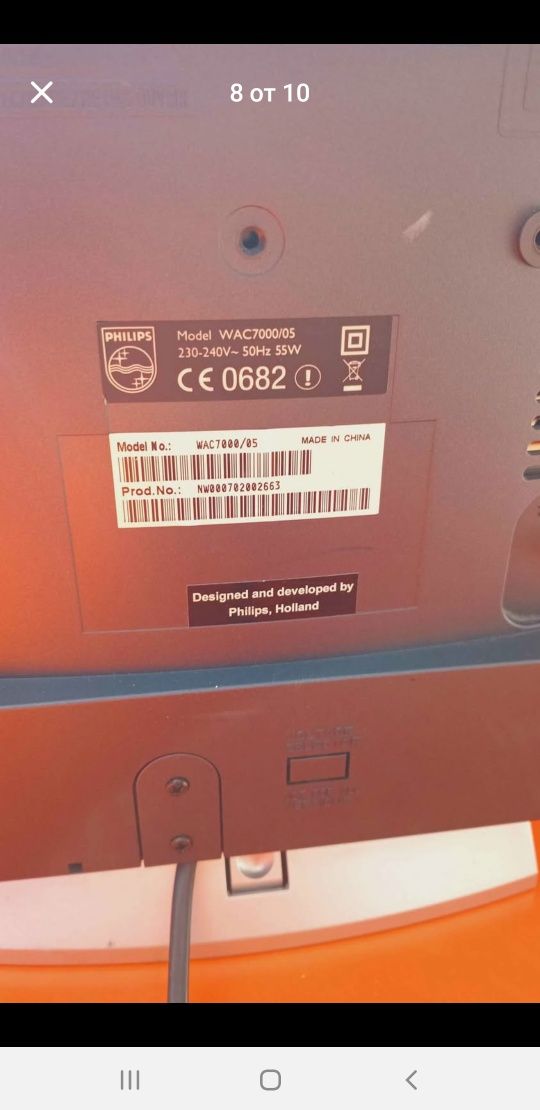 8 от 10
PHILIPS
Model WAC7000/05
230-240V~ 50Hz 55W
CE 0682
Model No.: WAC7000/05 MADE IN CHINA
Prod.No.: NW000702002663
Designed and developed by
Philips, Holland